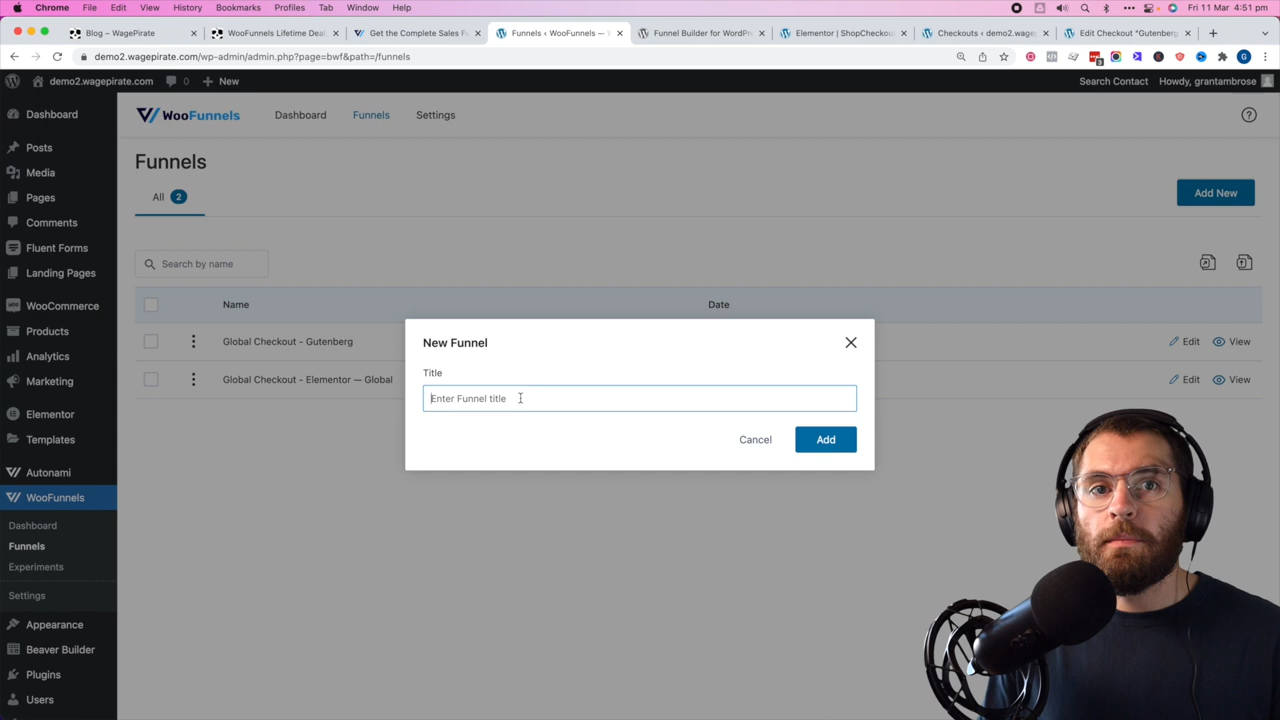 Chrome File Edit View History Bookmarks Profiles Tab Window Help
Fri 11 Mar 4:51 pm
Blog – WagePirate
WooFunnels Lifetime Deal
Get the Complete Sales F
Funnels ‹ WooFunnels —
Funnel Builder for WordPr
Elementor | ShopCheckou
Checkouts ‹ demo2.wage
Edit Checkout "Gutenberg
demo2.wagepirate.com/wp-admin/admin.php?page=bwf&path=/funnels
3
G
demo2.wagepirate.com 0 New
Search Contact Howdy, grantambrose
Dashboard
Posts
Media
Pages
Comments
Fluent Forms
Landing Pages
WooCommerce
Products
Analytics
Marketing
Elementor
Templates
Autonami
WooFunnels
Dashboard
Funnels
Experiments
Settings
Appearance
Beaver Builder
Plugins
Users
WooFunnels Dashboard Funnels Settings
Funnels
All 2
Add New
Search by name
Name Date
Global Checkout - Gutenberg
Edit View
Global Checkout - Elementor — Global
Edit View
New Funnel
Title
Enter Funnel title
Cancel Add